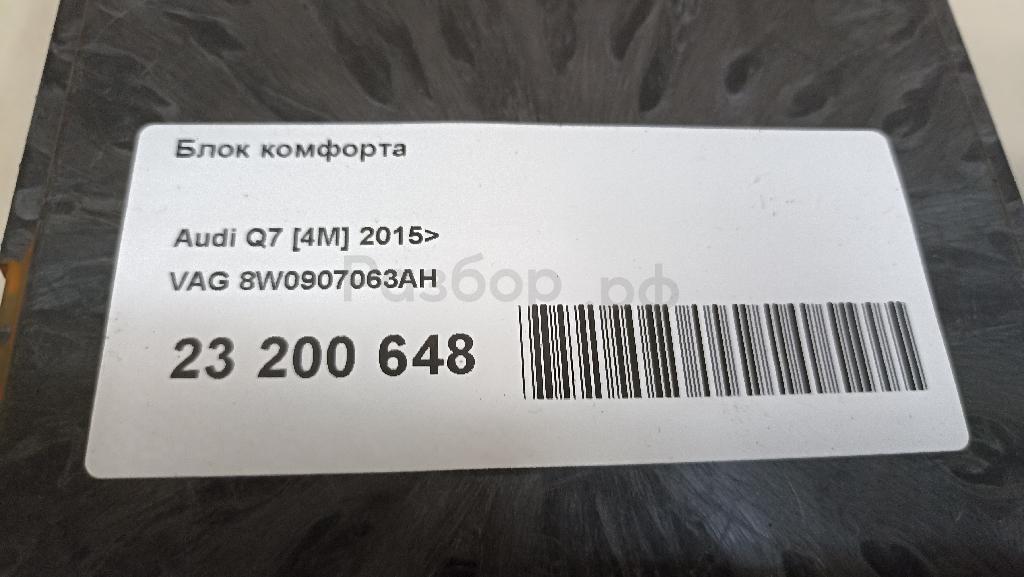 Блок комфорта
Audi Q7 [4M] 2015>
VAG 8W0907063AH
Разбор.рф
23 200 648